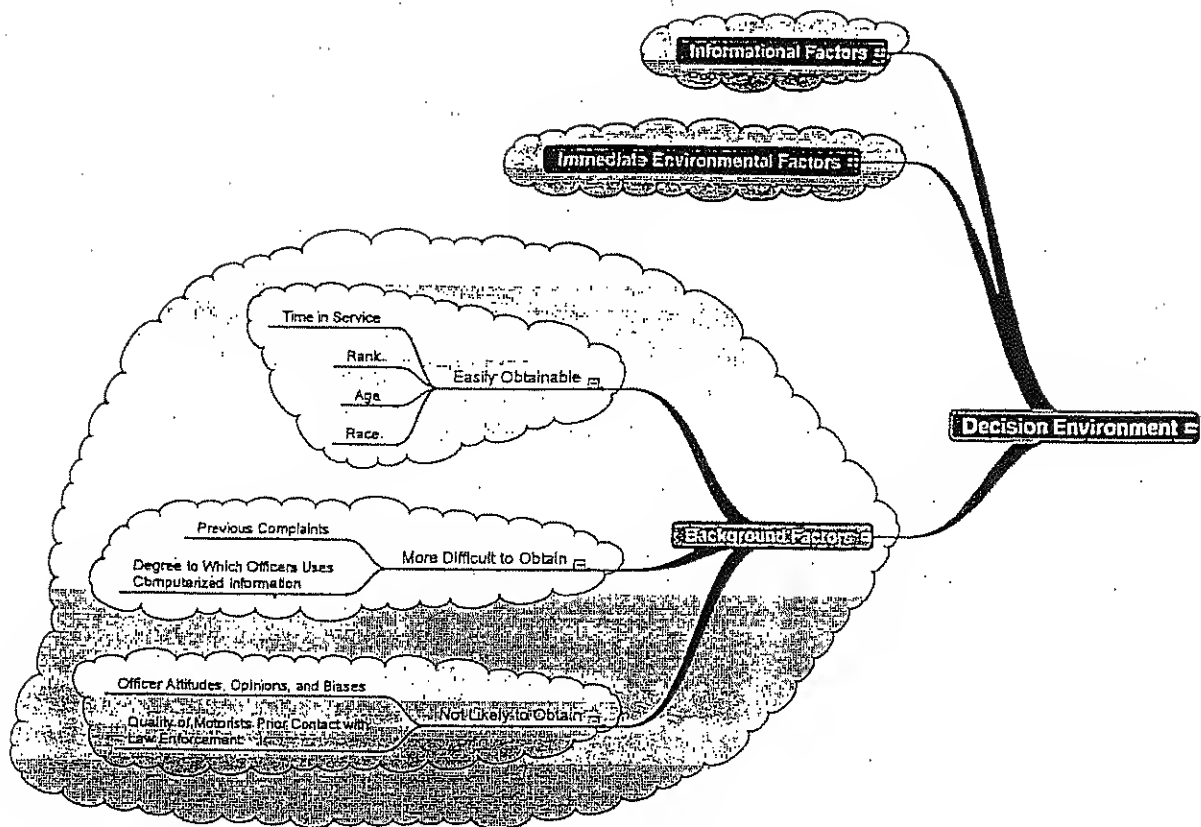 Informational Factors
Immediate Environmental Factors
Time in Service
Rank
Easily Obtainable
Age
Race
Decision Environment
Previous Complaints
Background Factors
More Difficult to Obtain
Degree to Which Officers Uses
Computerized Information
Officer Attitudes, Opinions, and Biases
Not Likely to Obtain
Quality of Motorists Prior Contact with
Law Enforcement